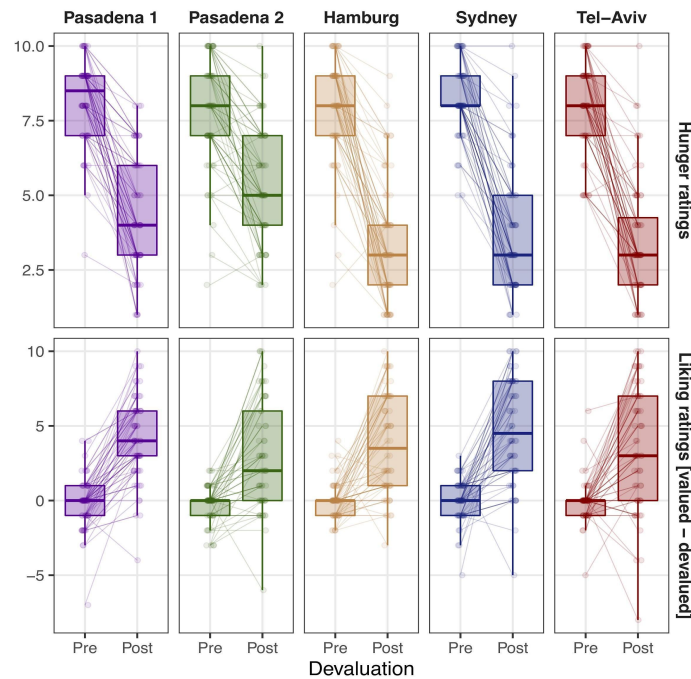 Pasadena 1 Pasadena 2 Hamburg Sydney Tel−Aviv
10.0
7.5
5.0
2.5
Hunger ratings
10
5
0
−5
Liking ratings [valued − devalued]
Pre Post Pre Post Pre Post Pre Post Pre Post
Devaluation